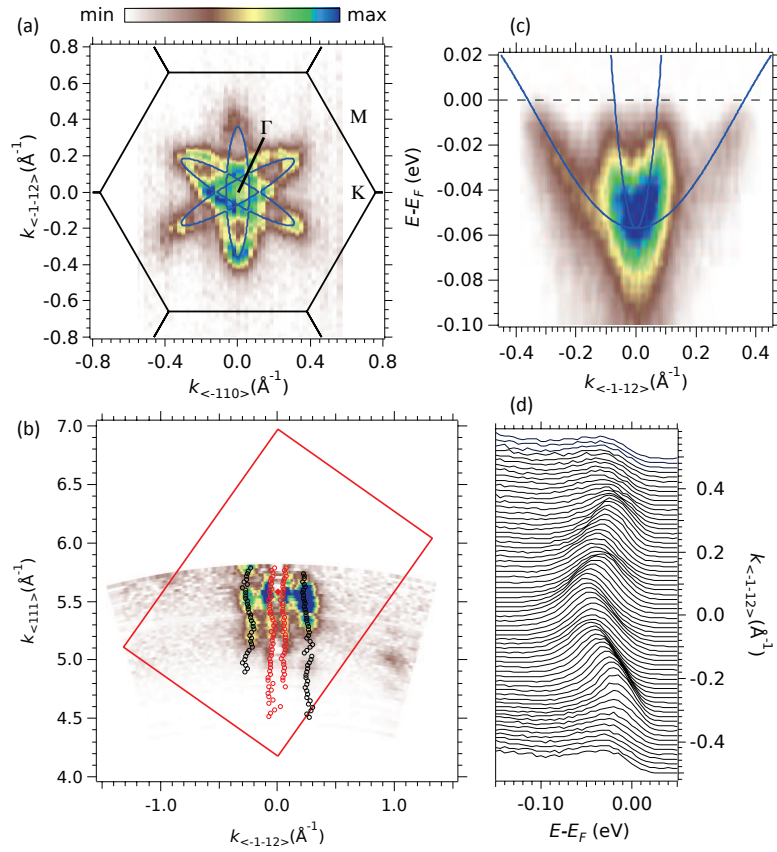 min max
(a)
0.8
0.6
0.4
0.2
0.0
-0.2
-0.4
-0.6
-0.8
k<-1-12>(Å-1)
Γ
M
K
-0.8 -0.4 0.0 0.4 0.8
k<-110>(Å-1)
(c)
0.02
0.00
-0.02
-0.04
-0.06
-0.08
-0.10
E-EF (eV)
-0.4 -0.2 0.0 0.2 0.4
k<-1-12>(Å-1)
(b)
7.0
6.5
6.0
5.5
5.0
4.5
4.0
k<111>(Å-1)
-1.0 0.0 1.0
k<-1-12>(Å-1)
(d)
0.4
0.2
0.0
-0.2
-0.4
k<-1-12>(Å-1)
-0.10 0.00
E-EF (eV)